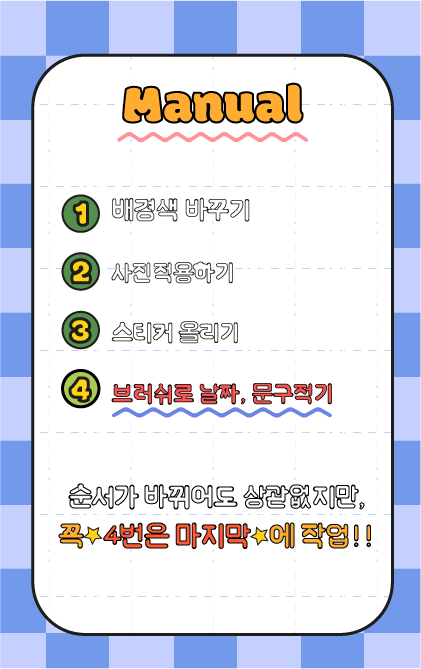 Manual
1 배경색 바꾸기
2 사진적용하기
3 스티커 올리기
4 브러쉬로 날짜, 문구적기
순서가 바뀌어도 상관없지만,
꼭⭐4번은 마지막⭐에 작업!!